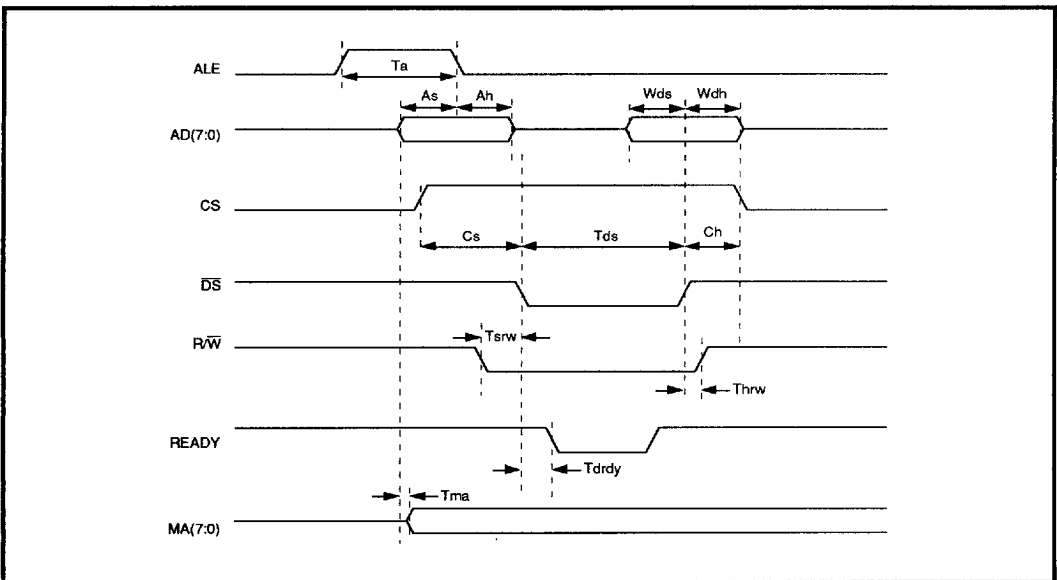 ALE
Ta
As Ah Wds Wdh
AD(7:0)
CS
Cs Tds Ch
D̅S̅
Tsrw
R/W̅
Thrw
READY
Tdrdy
Tma
MA(7:0)